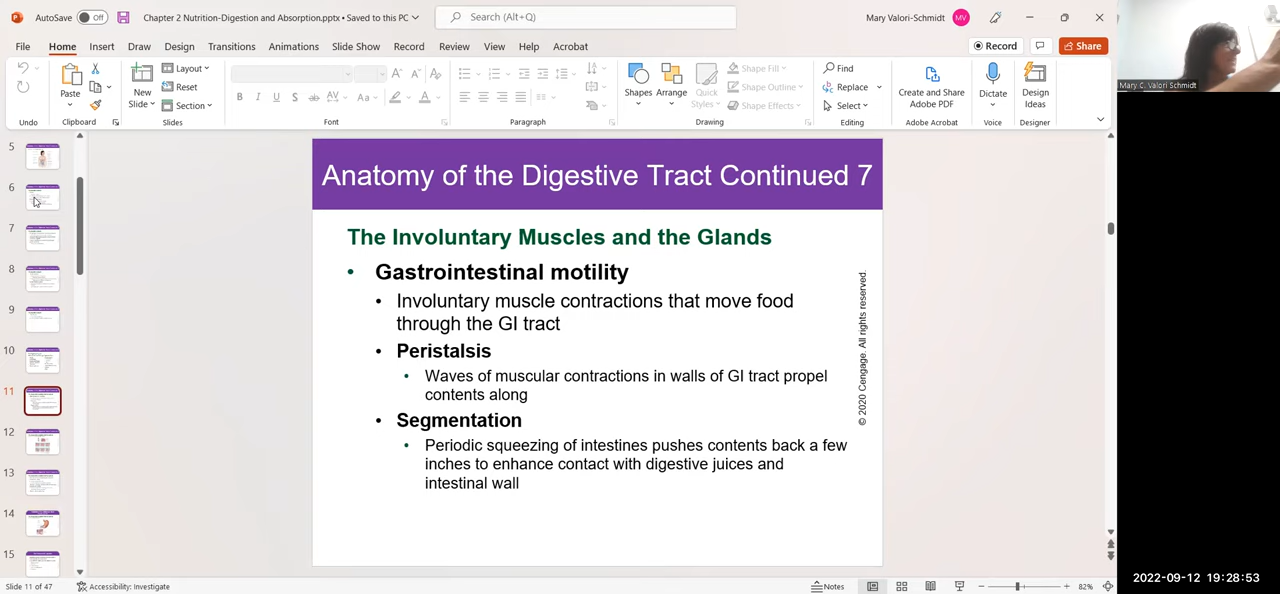 AutoSave Off Chapter 2 Nutrition-Digestion and Absorption.pptx • Saved to this PC Search (Alt+Q) Mary Valori-Schmidt MV
File Home Insert Draw Design Slide Show Transitions Animations Slide Show Record Review View Help Acrobat Record Share
Paste
New
Slide
Layout
Reset
Section
B I U S ab AV Aa A
Shapes
Arrange
Quick
Styles
Shape Fill
Shape Outline
Shape Effects
Find
Replace
Select
Create and Share
Adobe PDF
Dictate
Design
Ideas
Undo Clipboard Slides Font Paragraph Drawing Editing Adobe Acrobat Voice Designer
Mary C. Valori Schmidt
5
6
7
8
9
10
11
12
13
14
15
Anatomy of the Digestive Tract Continued 7
The Involuntary Muscles and the Glands
• Gastrointestinal motility
• Involuntary muscle contractions that move food
through the GI tract
• Peristalsis
• Waves of muscular contractions in walls of GI tract propel
contents along
• Segmentation
• Periodic squeezing of intestines pushes contents back a few
inches to enhance contact with digestive juices and
intestinal wall
© 2020 Cengage. All rights reserved.
Slide 11 of 47 Accessibility: Investigate Notes 82%
2022-09-12 19:28:53